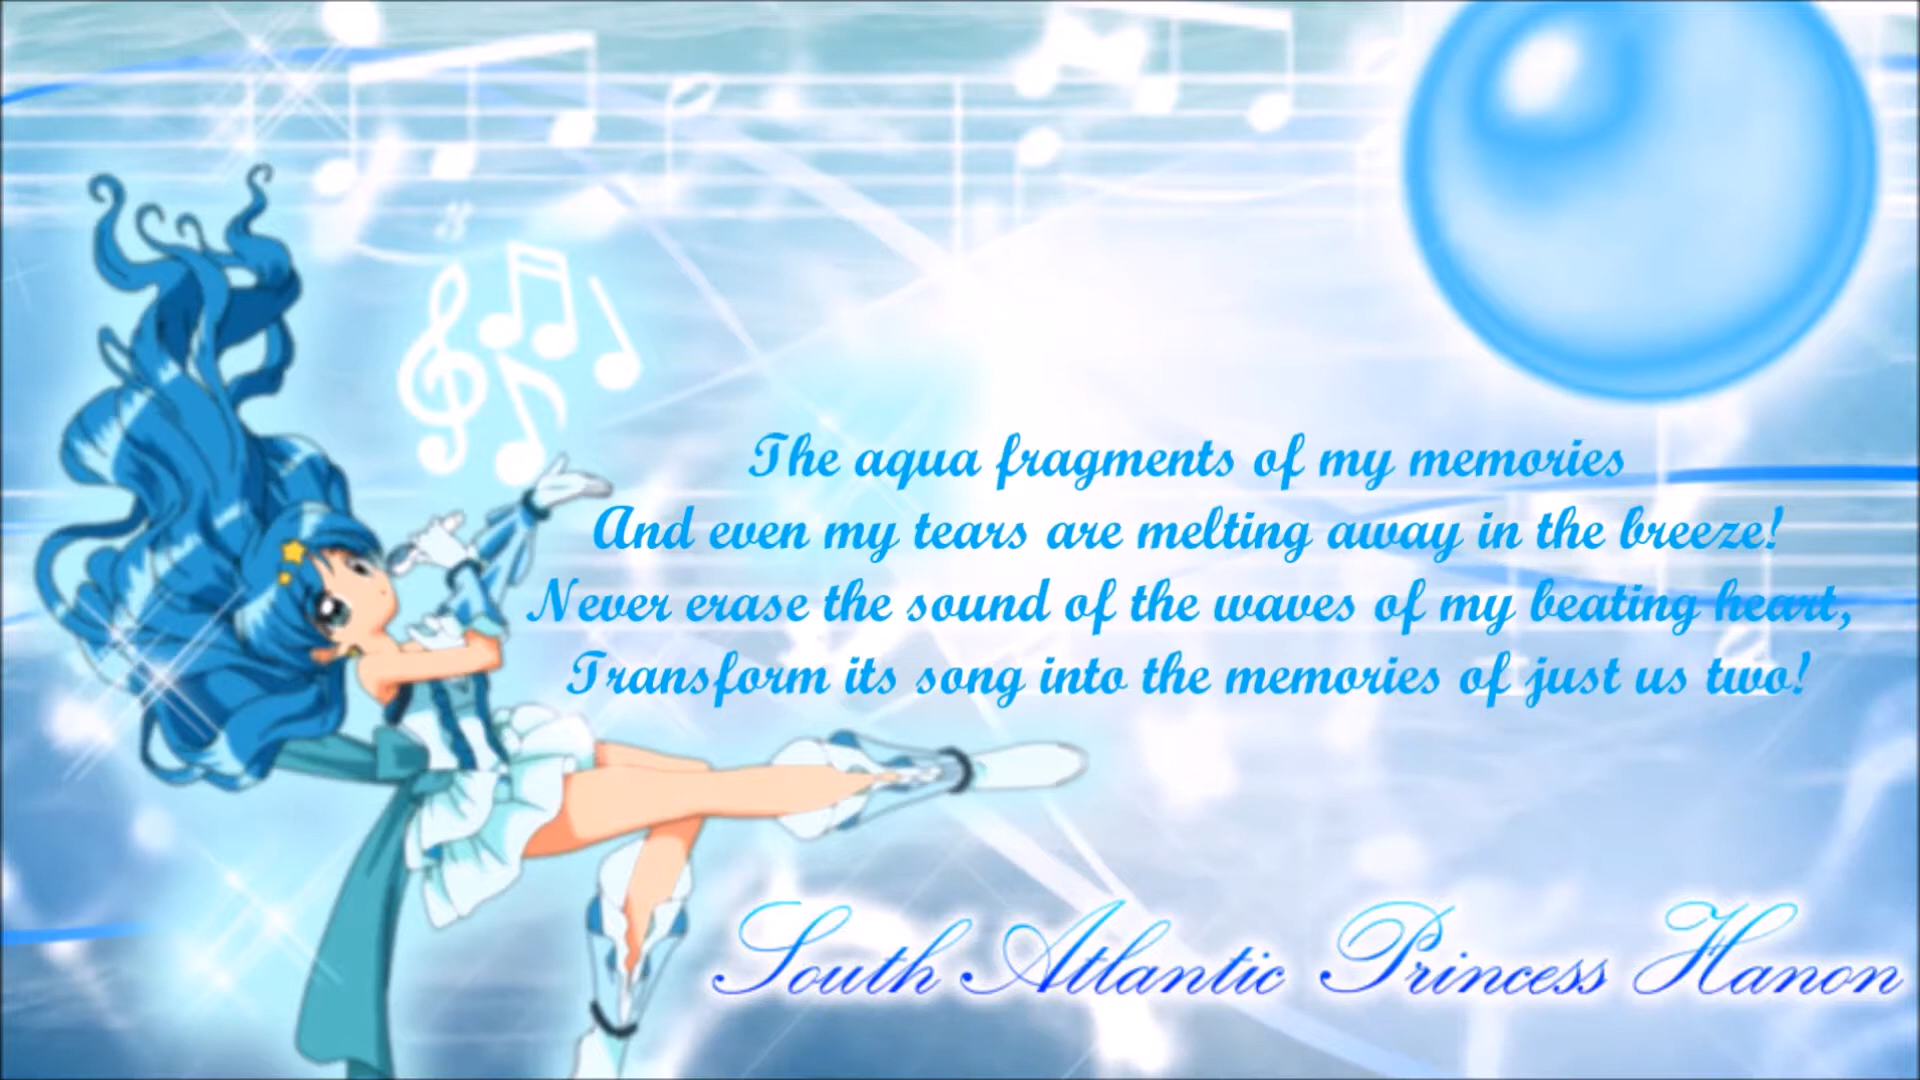 The aqua fragments of my memories
And even my tears are melting away in the breeze!
Never erase the sound of the waves of my beating heart,
Transform its song into the memories of just us two!
South Atlantic Princess Hanon